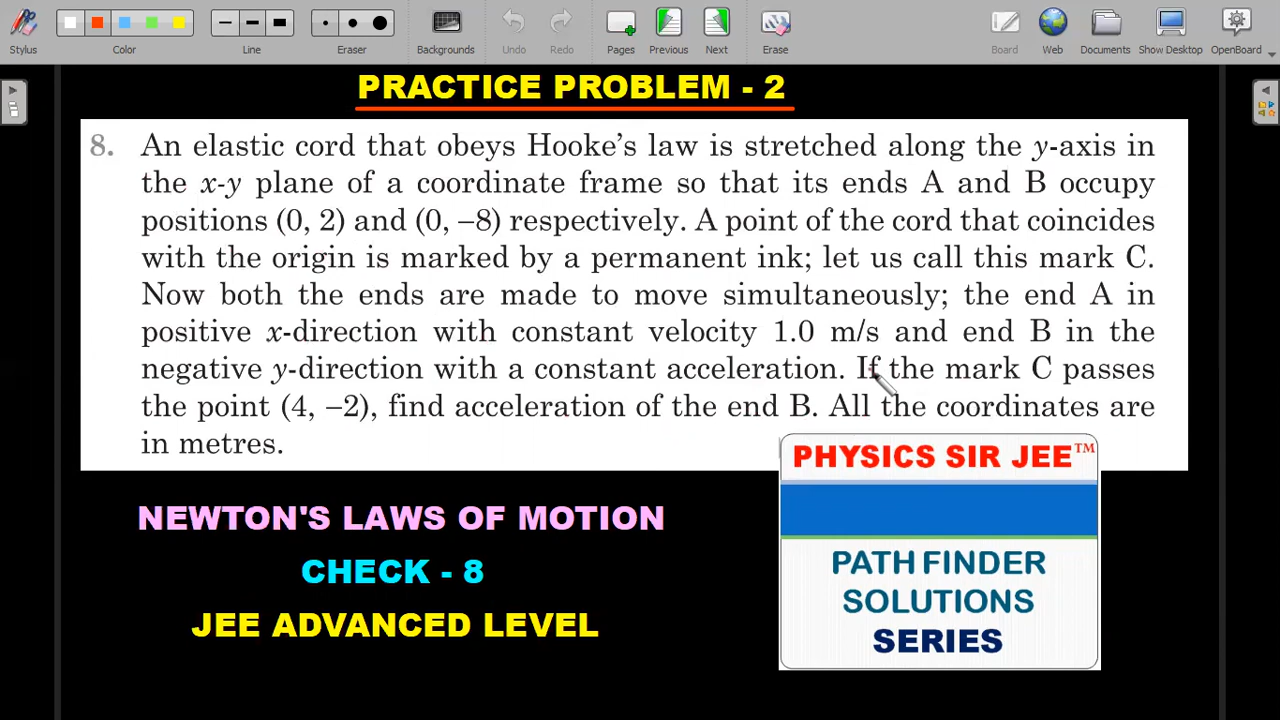 Stylus Color Line Eraser Backgrounds Undo Redo Pages Previous Next Erase Board Web Documents Show Desktop OpenBoard
PRACTICE PROBLEM - 2
8. An elastic cord that obeys Hooke's law is stretched along the y-axis in
the x-y plane of a coordinate frame so that its ends A and B occupy
positions (0, 2) and (0, −8) respectively. A point of the cord that coincides
with the origin is marked by a permanent ink; let us call this mark C.
Now both the ends are made to move simultaneously; the end A in
positive x-direction with constant velocity 1.0 m/s and end B in the
negative y-direction with a constant acceleration. If the mark C passes
the point (4, −2), find acceleration of the end B. All the coordinates are
in metres.
PHYSICS SIR JEE™
NEWTON'S LAWS OF MOTION
CHECK - 8
JEE ADVANCED LEVEL
PATH FINDER
SOLUTIONS
SERIES